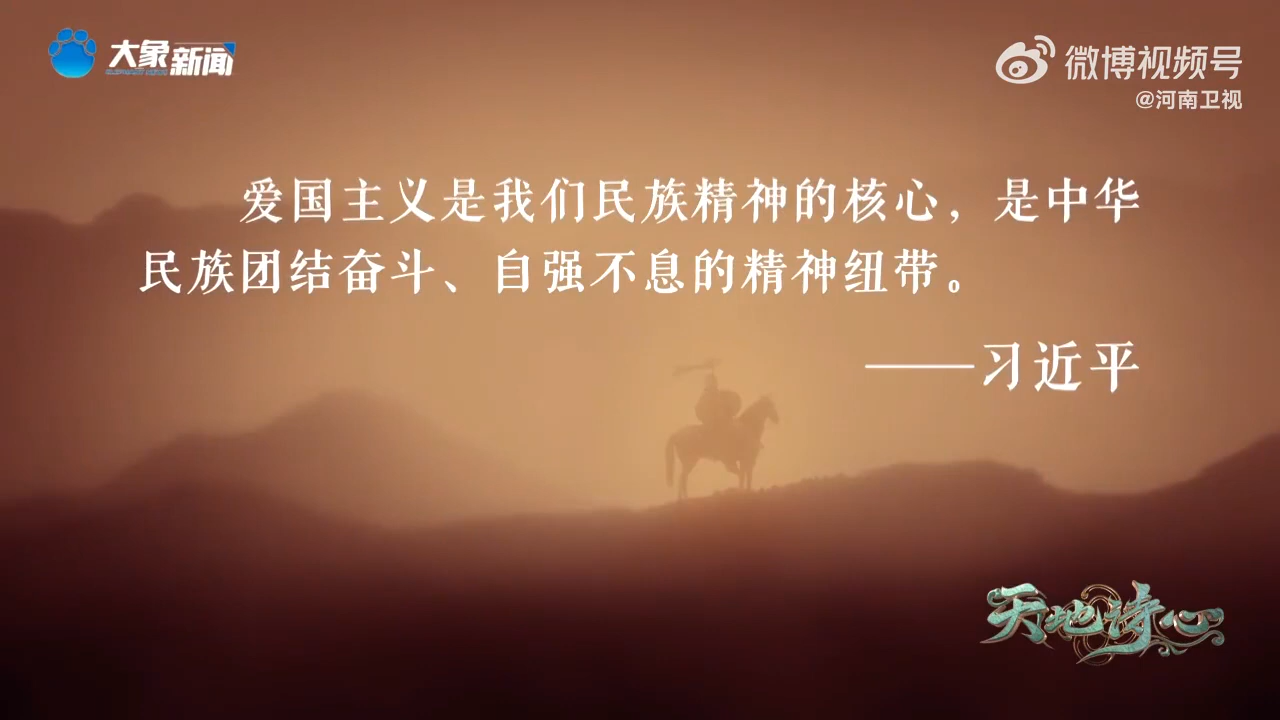 大象新闻
微博视频号
@河南卫视
爱国主义是我们民族精神的核心，是中华
民族团结奋斗、自强不息的精神纽带。
——习近平
天地诗心